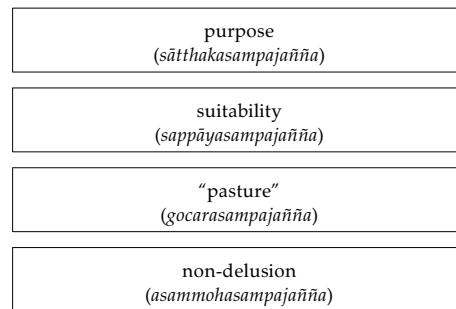 purpose
(sātthakasampajañña)
suitability
(sappāyasampajañña)
“pasture”
(gocarasampajañña)
non-delusion
(asammohasampajañña)